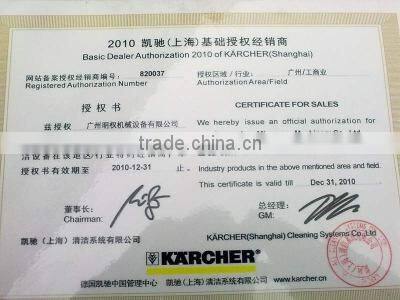 2010 凯驰(上海)基础授权经销商
Basic Dealer Authorization 2010 of KÄRCHER(Shanghai)
网站备案授权经销商编号: 820037
Registered Authorization Number
授权区域/行业: 广州/工商业
Authorization Area/Field
授 权 书
兹授权 广州明权机械设备有限公司
授权书有效期至 2010-12-31 止。
CERTIFICATE FOR SALES
We hereby issue an official authorization for
Industry products in the above mentioned area and field.
This certificate is valid till Dec 31, 2010
董事长:
Chairman:
总经理:
GM:
凯驰(上海)清洁系统有限公司
KÄRCHER(Shanghai) Cleaning Systems Co., Ltd
KÄRCHER
德国凯驰中国管理中心 凯驰(上海)清洁系统有限公司
trade.china.cn
中国供应商